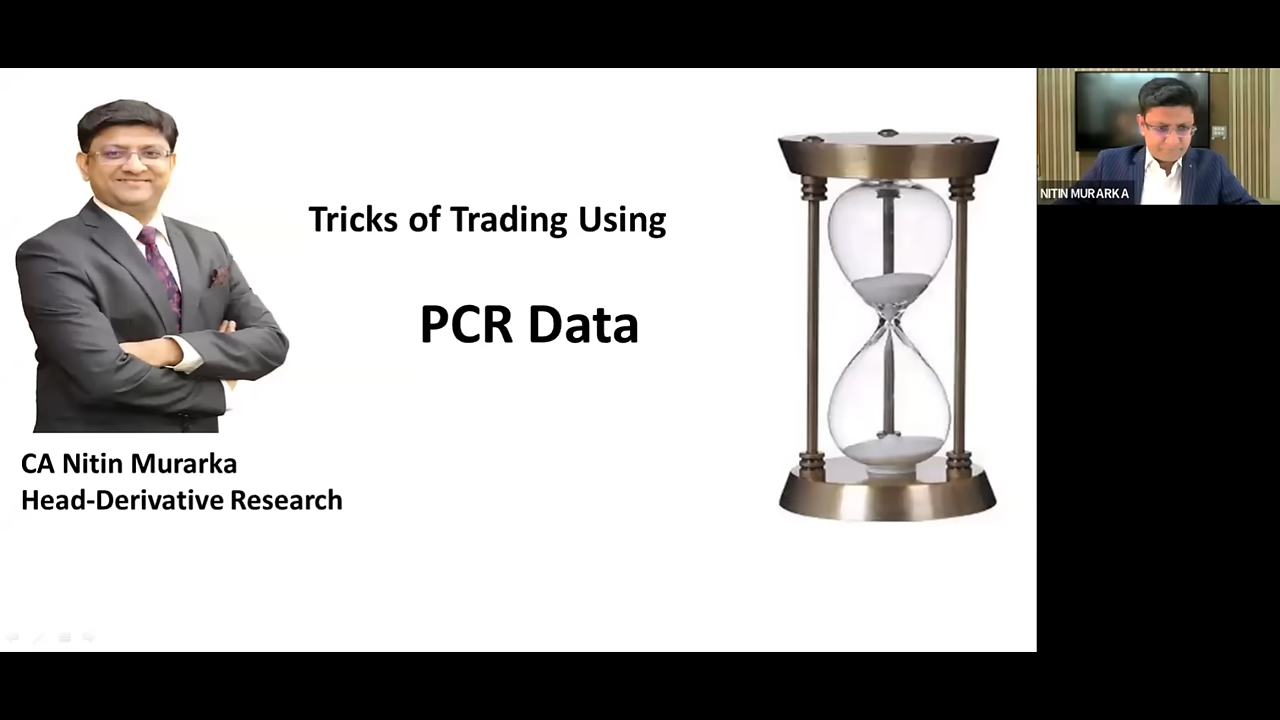 Tricks of Trading Using
PCR Data
CA Nitin Murarka
Head-Derivative Research
NITIN MURARKA